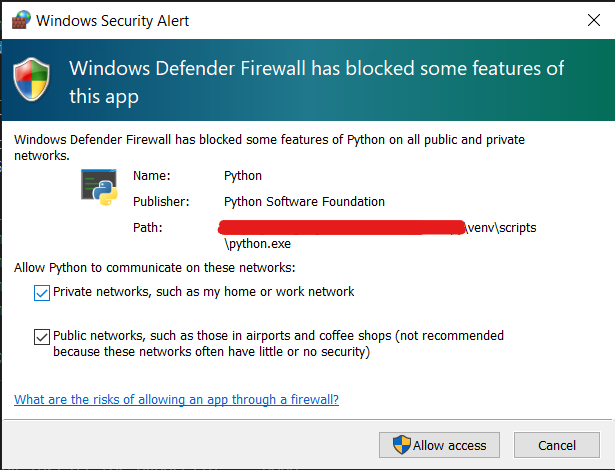 Windows Security Alert
Windows Defender Firewall has blocked some features of
this app
Windows Defender Firewall has blocked some features of Python on all public and private
networks.
Name: Python
Publisher: Python Software Foundation
Path: \venv\scripts
\python.exe
Allow Python to communicate on these networks:
Private networks, such as my home or work network
Public networks, such as those in airports and coffee shops (not recommended
because these networks often have little or no security)
What are the risks of allowing an app through a firewall?
Allow access
Cancel